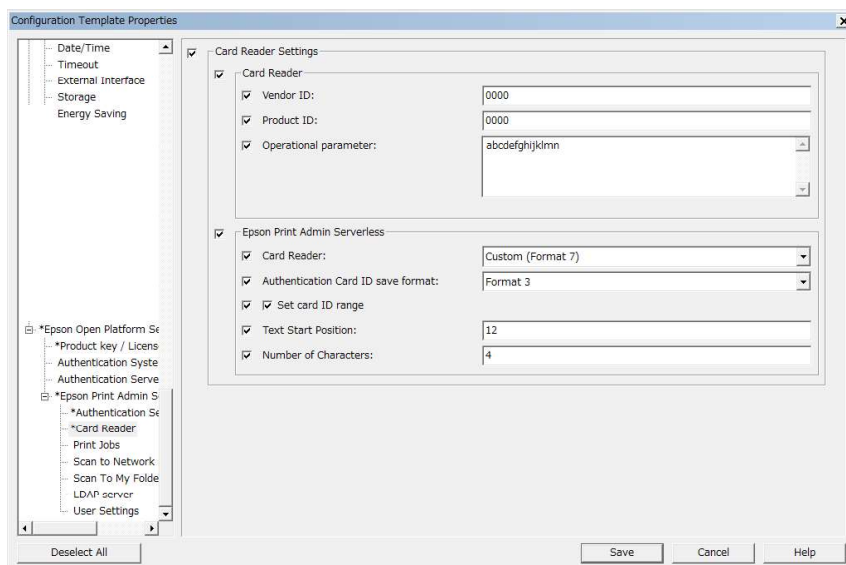 Configuration Template Properties
Date/Time
Timeout
External Interface
Storage
Energy Saving
*Epson Open Platform Se
*Product key / Licens
Authentication Syste
Authentication Serve
*Epson Print Admin S
*Authentication Se
*Card Reader
Print Jobs
Scan to Network
Scan To My Folde
LDAP server
User Settings
Card Reader Settings
Card Reader
Vendor ID: 0000
Product ID: 0000
Operational parameter: abcdefghijklmn
Epson Print Admin Serverless
Card Reader: Custom (Format 7)
Authentication Card ID save format: Format 3
Set card ID range
Text Start Position: 12
Number of Characters: 4
Deselect All Save Cancel Help